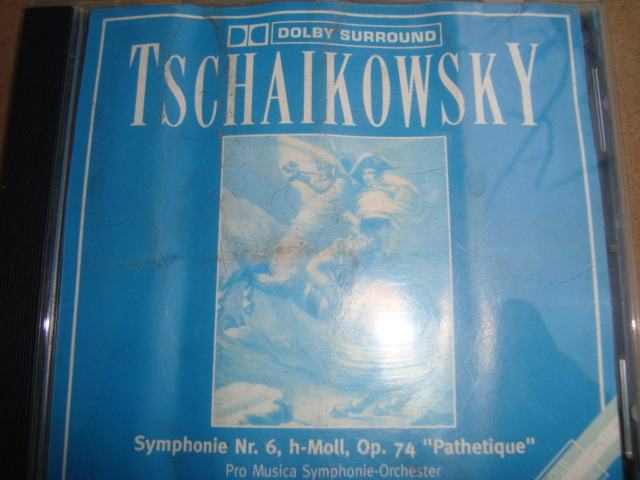 DOLBY SURROUND
TSCHAIKOWSKY
Symphonie Nr. 6, h-Moll, Op. 74 "Pathetique"
Pro Musica Symphonie-Orchester